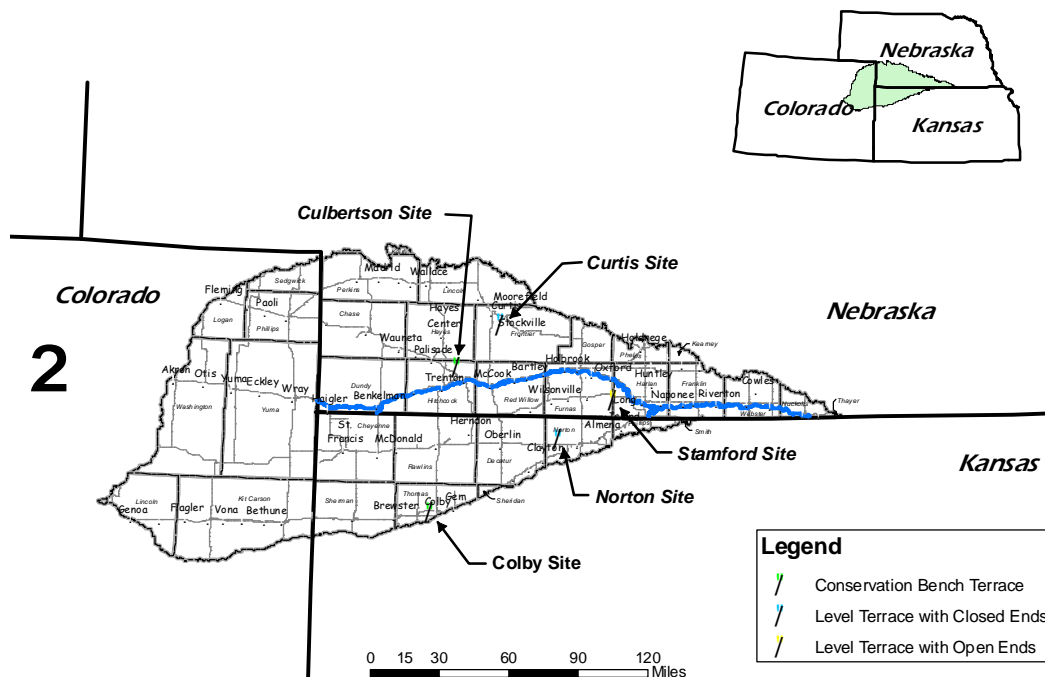 Nebraska
Colorado
Kansas
Culbertson Site
Curtis Site
Colorado
Nebraska
2
Madrid
Wallace
Sedgwick
Perkins
Lincoln
Fleming
Paoli
Moorefield
Curtis
Hayes
Center
Stockville
Logan
Phillips
Chase
Hayes
Frontier
Wauneta
Palisade
Gosper
Holdrege
Phelps
Kearney
Holbrook
Akron
Otis
Yuma
Eckley
Wray
Trenton
McCook
Bartley
Oxford
Dundy
Benkelman
Haigler
Hitchcock
Red Willow
Wilsonville
Furnas
Long
Huntley
Harlan
Franklin
Naponee
Riverton
Cowles
Webster
Nuckolls
Thayer
Washington
Yuma
St.
Francis
Cheyenne
McDonald
Herndon
Oberlin
Norton
Almena
Smith
Clayton
Rawlins
Decatur
Stamford Site
Kansas
Norton Site
Lincoln
Genoa
Flagler
Kit Carson
Vona
Bethune
Sherman
Thomas
Brewster
Colby
Gem
Sheridan
Colby Site
Legend
Conservation Bench Terrace
Level Terrace with Closed Ends
Level Terrace with Open Ends
0 15 30 60 90 120
Miles